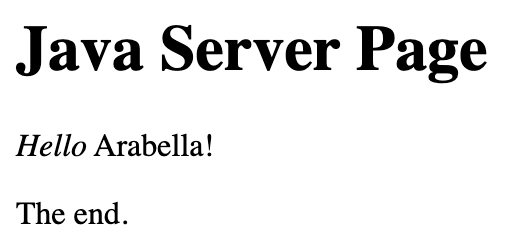 Java Server Page
Hello Arabella!
The end.